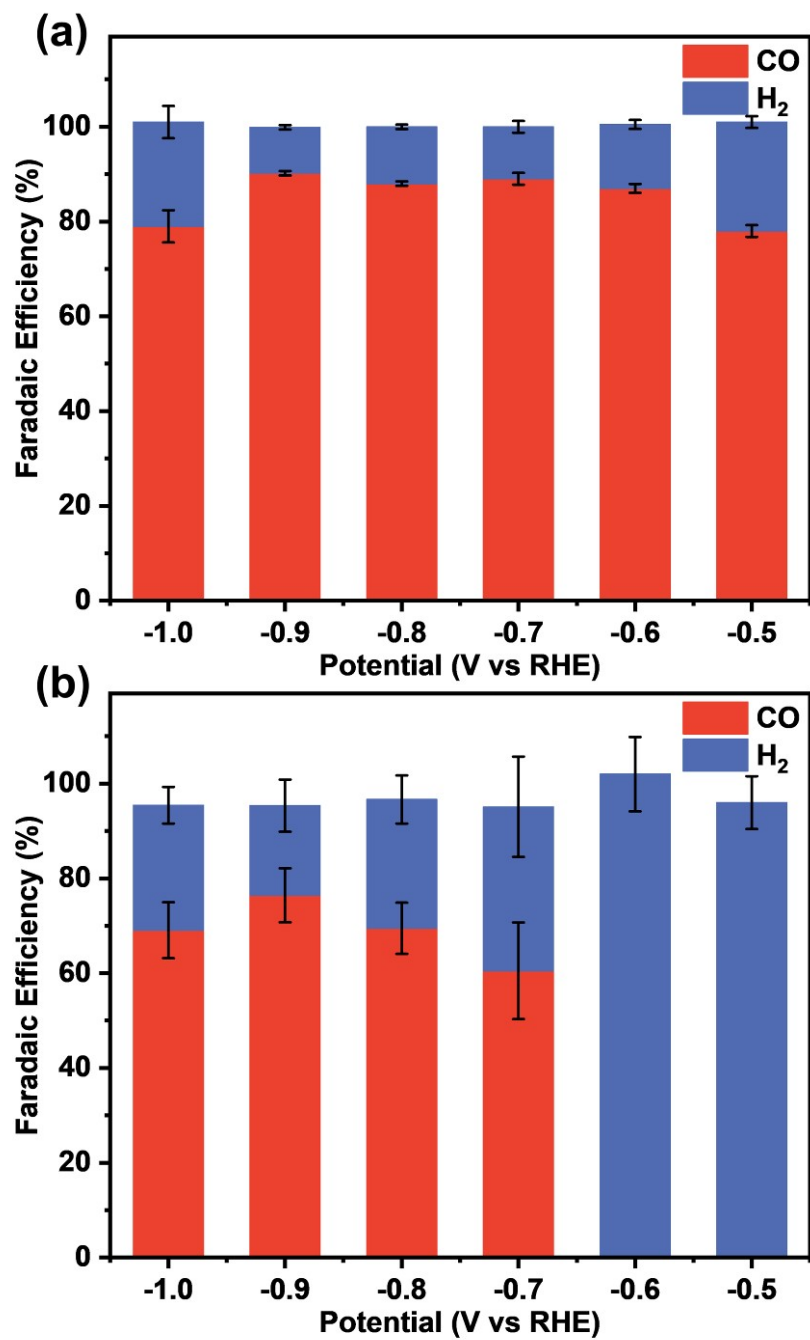 (a)
CO
H₂
100
80
60
40
20
0
Faradaic Efficiency (%)
-1.0 -0.9 -0.8 -0.7 -0.6 -0.5
Potential (V vs RHE)
(b)
CO
H₂
100
80
60
40
20
0
Faradaic Efficiency (%)
-1.0 -0.9 -0.8 -0.7 -0.6 -0.5
Potential (V vs RHE)